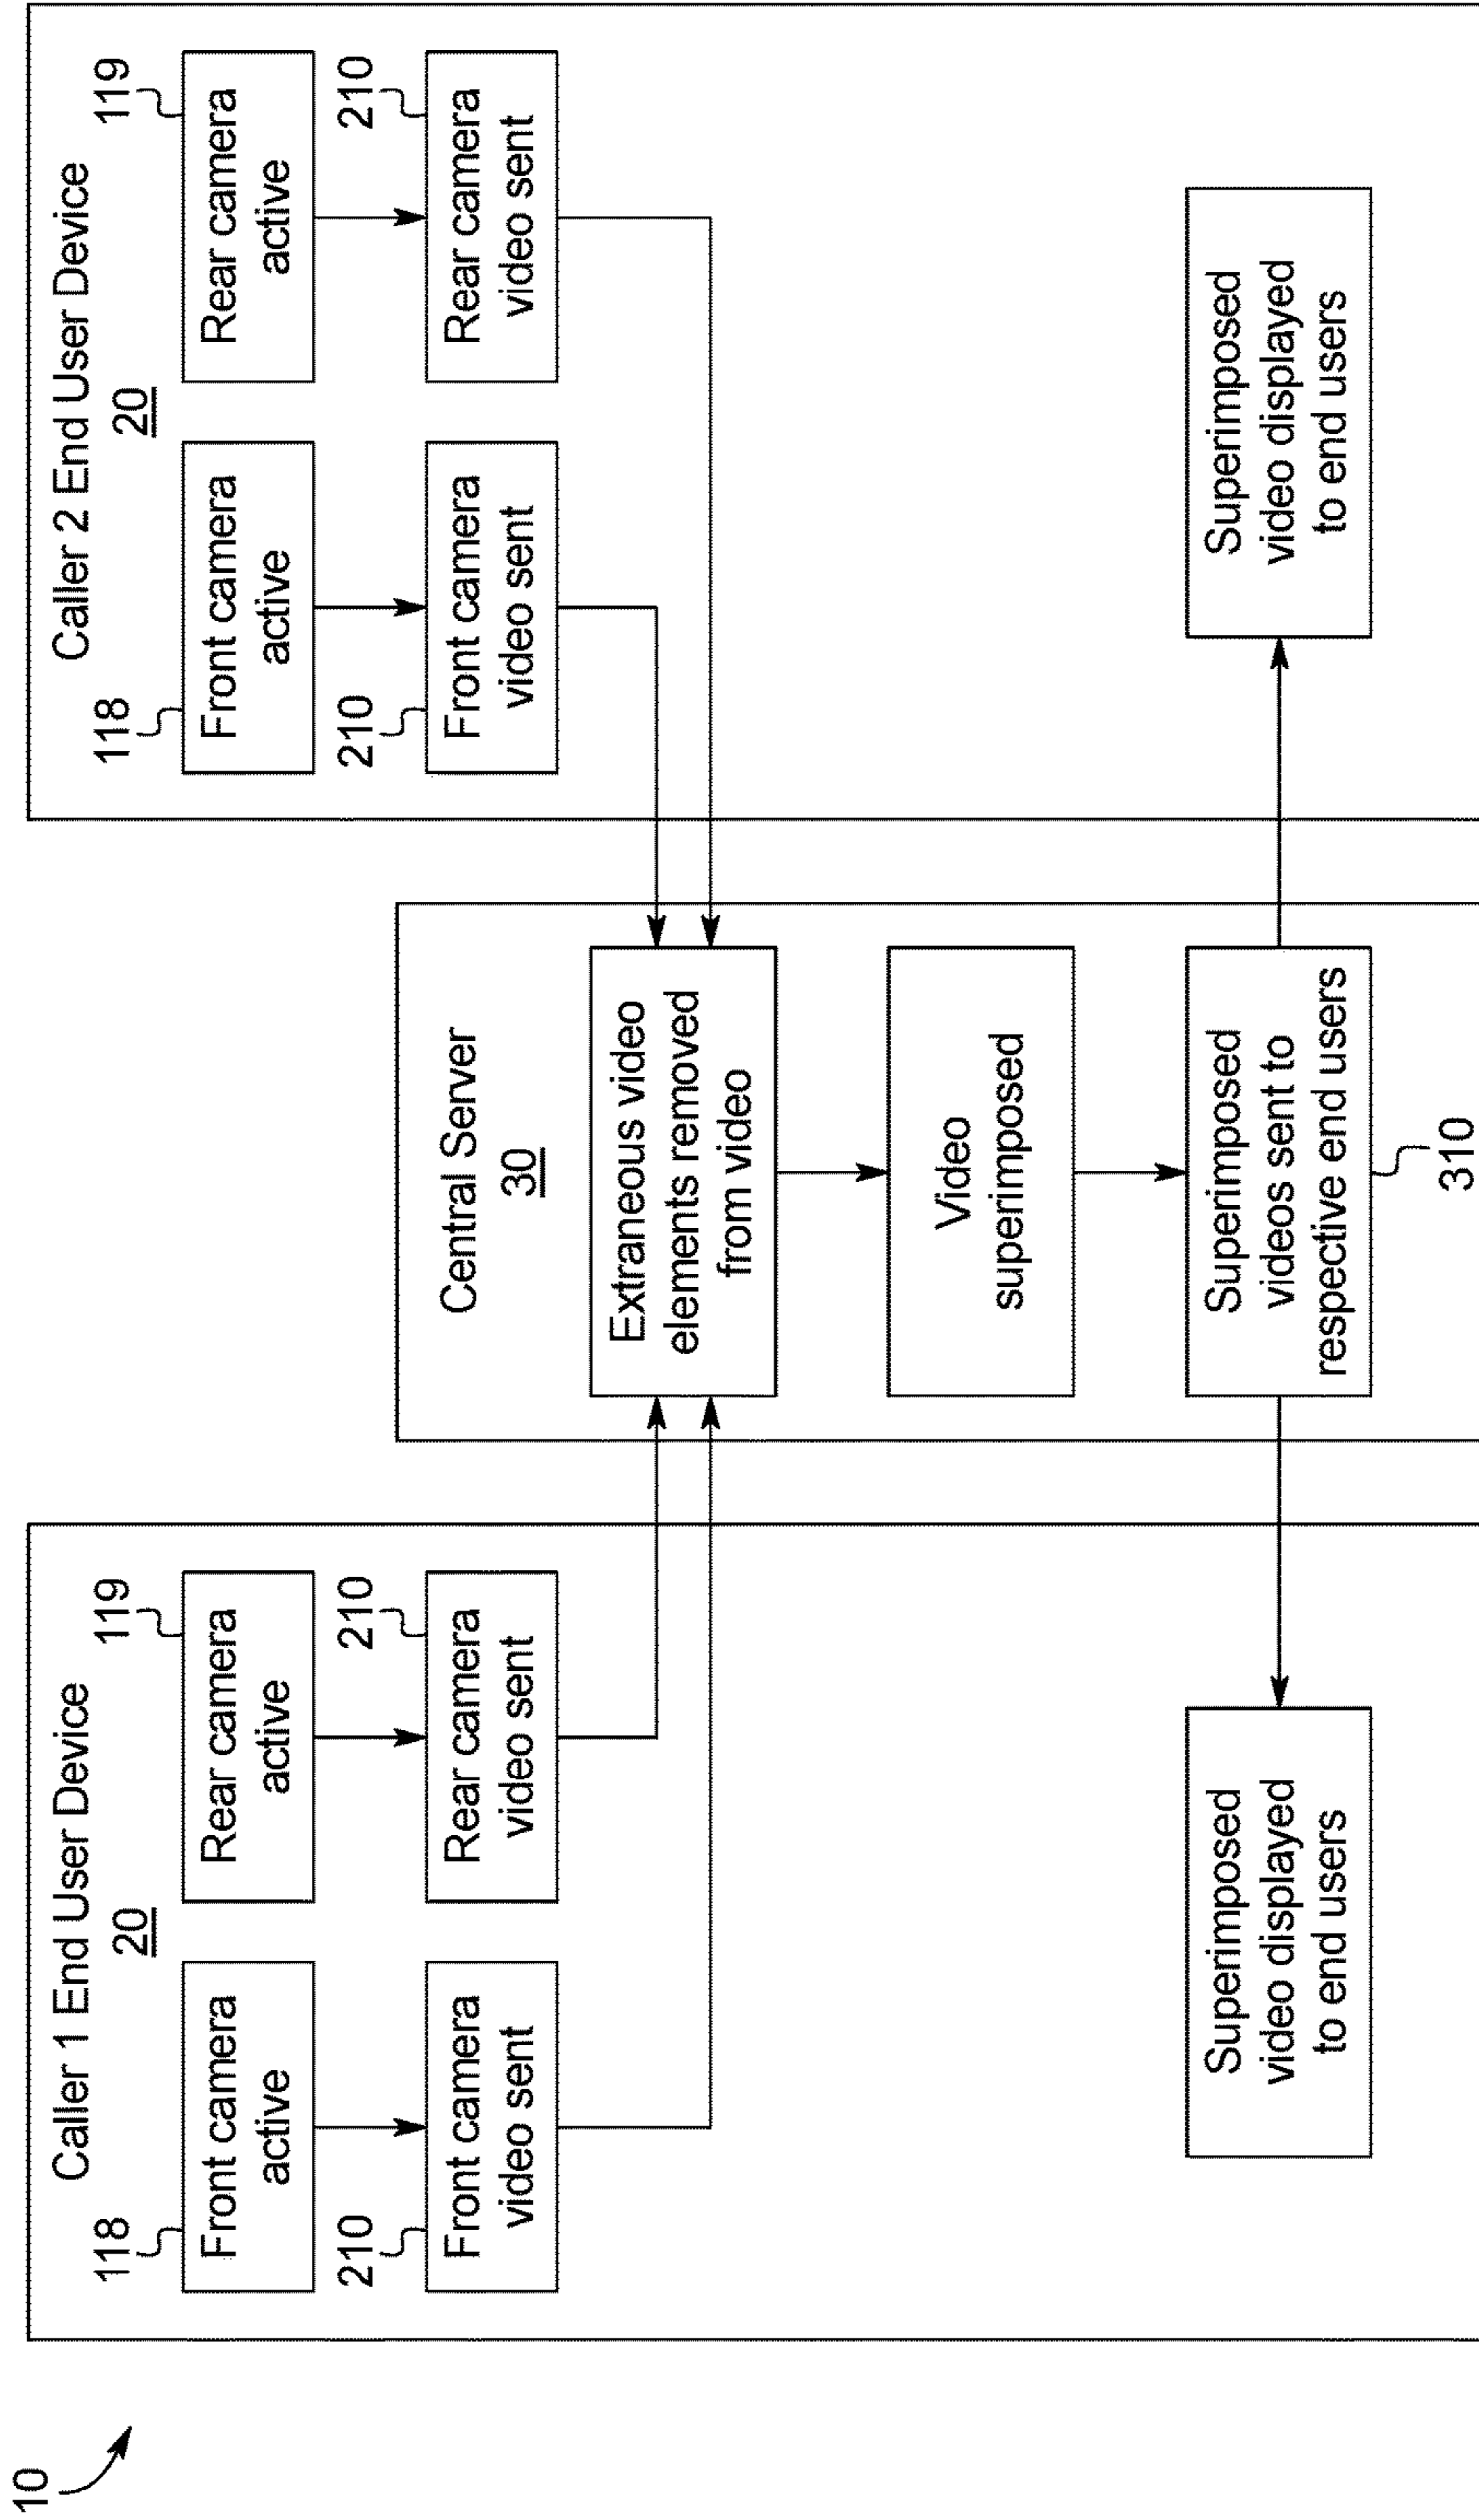 10
Caller 1 End User Device
20
118
Front camera
active
119
Rear camera
active
210
Front camera
video sent
210
Rear camera
video sent
Superimposed
video displayed
to end users
Central Server
30
Extraneous video
elements removed
from video
Video
superimposed
Superimposed
videos sent to
respective end users
310
Caller 2 End User Device
20
118
Front camera
active
119
Rear camera
active
210
Front camera
video sent
210
Rear camera
video sent
Superimposed
video displayed
to end users